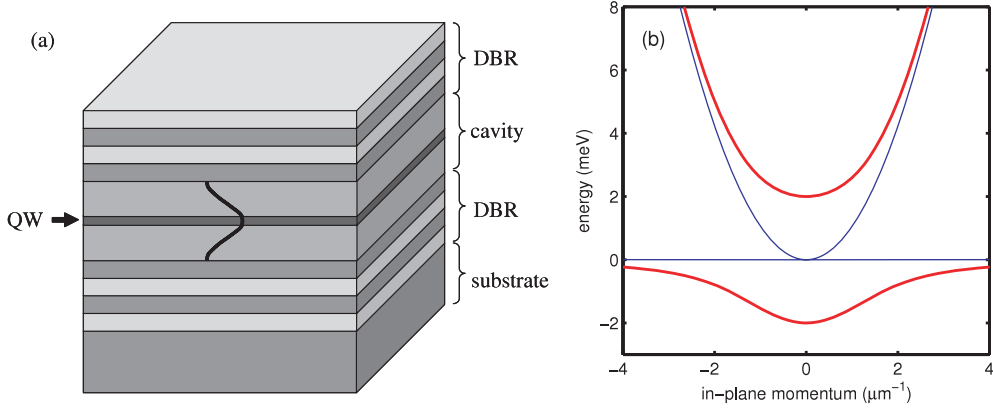 (a)
DBR
cavity
QW
DBR
substrate
(b)
energy (meV)
8
6
4
2
0
−2
−4
−2
0
2
4
in−plane momentum (μm⁻¹)